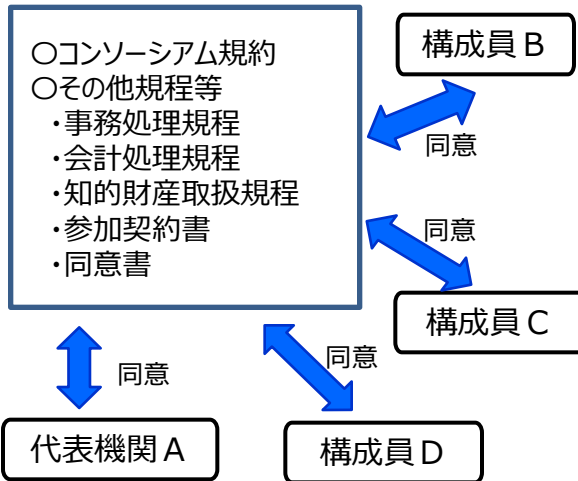 〇コンソーシアム規約
〇その他規程等
・事務処理規程
・会計処理規程
・知的財産取扱規程
・参加契約書
・同意書
構成員B
同意
同意
構成員C
同意
同意
代表機関A
構成員D